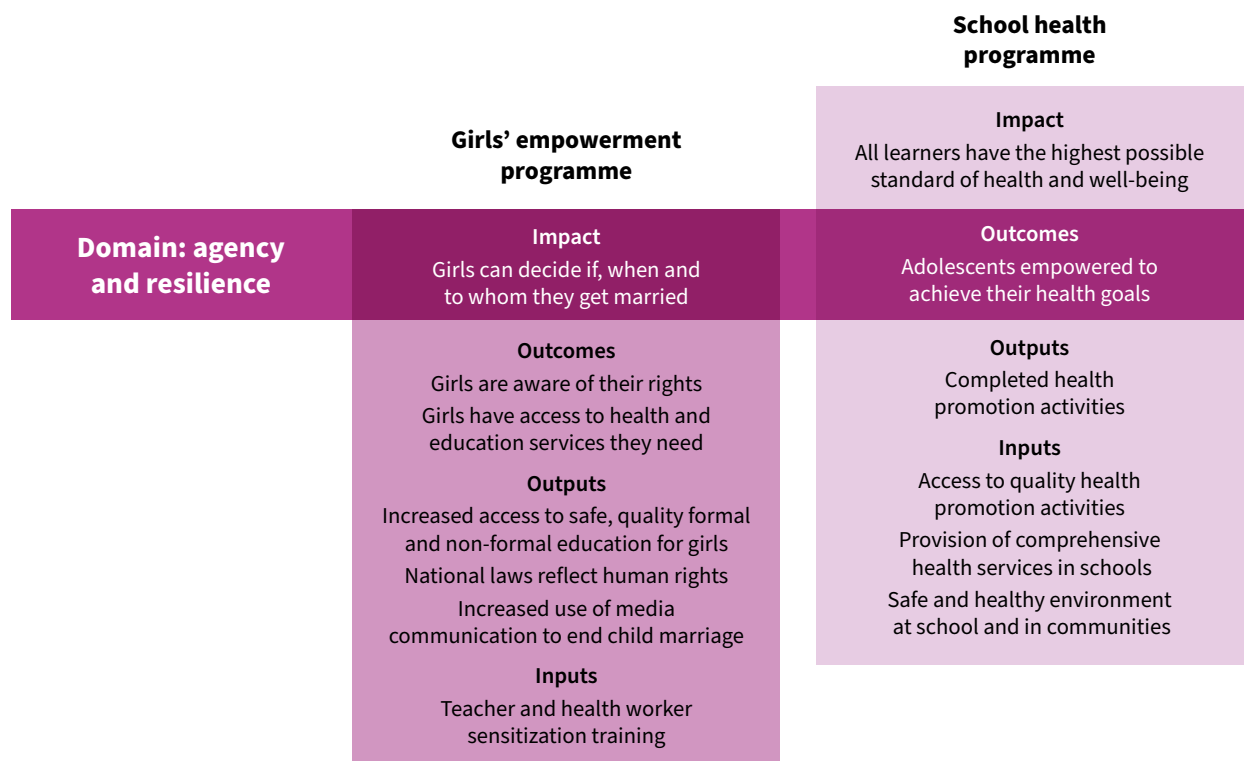 Domain: agency
and resilience
Girls’ empowerment
programme
Impact
Girls can decide if, when and
to whom they get married
Outcomes
Girls are aware of their rights
Girls have access to health and
education services they need
Outputs
Increased access to safe, quality formal
and non-formal education for girls
National laws reflect human rights
Increased use of media
communication to end child marriage
Inputs
Teacher and health worker
sensitization training
School health
programme
Impact
All learners have the highest possible
standard of health and well-being
Outcomes
Adolescents empowered to
achieve their health goals
Outputs
Completed health
promotion activities
Inputs
Access to quality health
promotion activities
Provision of comprehensive
health services in schools
Safe and healthy environment
at school and in communities